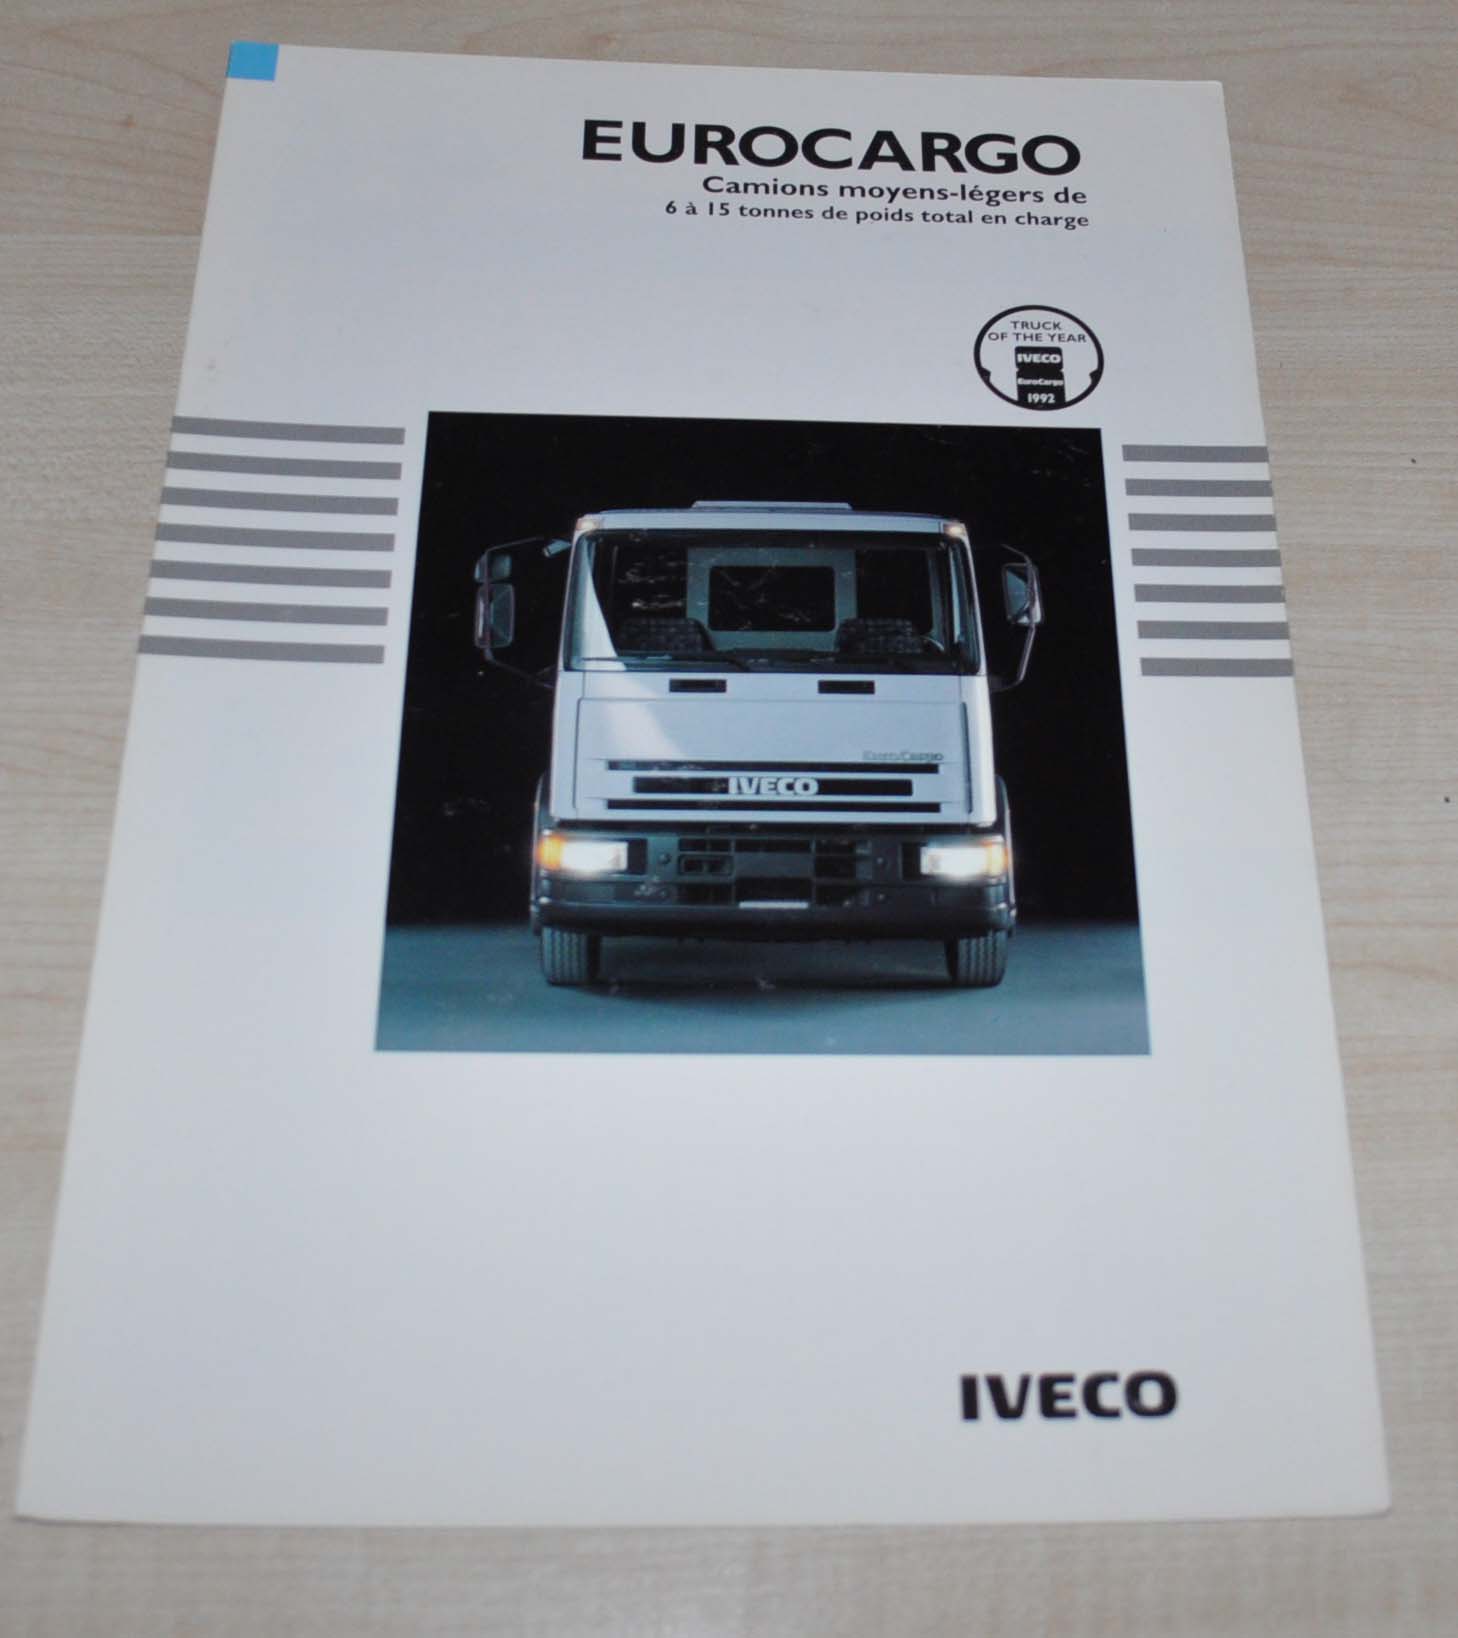 EUROCARGO
Camions moyens-légers de
6 à 15 tonnes de poids total en charge
TRUCK
OF THE YEAR
IVECO
EuroCargo
1992
EuroCargo
IVECO
IVECO